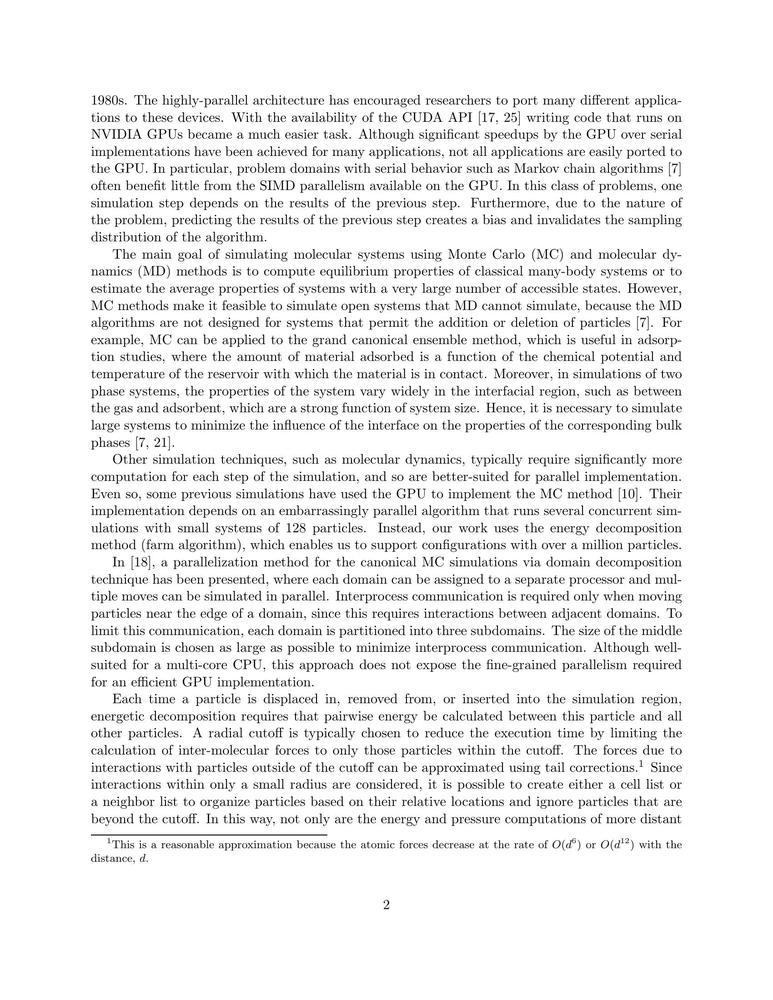 1980s. The highly-parallel architecture has encouraged researchers to port many different applica-
tions to these devices. With the availability of the CUDA API [17, 25] writing code that runs on
NVIDIA GPUs became a much easier task. Although significant speedups by the GPU over serial
implementations have been achieved for many applications, not all applications are easily ported to
the GPU. In particular, problem domains with serial behavior such as Markov chain algorithms [7]
often benefit little from the SIMD parallelism available on the GPU. In this class of problems, one
simulation step depends on the results of the previous step. Furthermore, due to the nature of
the problem, predicting the results of the previous step creates a bias and invalidates the sampling
distribution of the algorithm.
The main goal of simulating molecular systems using Monte Carlo (MC) and molecular dy-
namics (MD) methods is to compute equilibrium properties of classical many-body systems or to
estimate the average properties of systems with a very large number of accessible states. However,
MC methods make it feasible to simulate open systems that MD cannot simulate, because the MD
algorithms are not designed for systems that permit the addition or deletion of particles [7]. For
example, MC can be applied to the grand canonical ensemble method, which is useful in adsorp-
tion studies, where the amount of material adsorbed is a function of the chemical potential and
temperature of the reservoir with which the material is in contact. Moreover, in simulations of two
phase systems, the properties of the system vary widely in the interfacial region, such as between
the gas and adsorbent, which are a strong function of system size. Hence, it is necessary to simulate
large systems to minimize the influence of the interface on the properties of the corresponding bulk
phases [7, 21].
Other simulation techniques, such as molecular dynamics, typically require significantly more
computation for each step of the simulation, and so are better-suited for parallel implementation.
Even so, some previous simulations have used the GPU to implement the MC method [10]. Their
implementation depends on an embarrassingly parallel algorithm that runs several concurrent sim-
ulations with small systems of 128 particles. Instead, our work uses the energy decomposition
method (farm algorithm), which enables us to support configurations with over a million particles.
In [18], a parallelization method for the canonical MC simulations via domain decomposition
technique has been presented, where each domain can be assigned to a separate processor and mul-
tiple moves can be simulated in parallel. Interprocess communication is required only when moving
particles near the edge of a domain, since this requires interactions between adjacent domains. To
limit this communication, each domain is partitioned into three subdomains. The size of the middle
subdomain is chosen as large as possible to minimize interprocess communication. Although well-
suited for a multi-core CPU, this approach does not expose the fine-grained parallelism required
for an efficient GPU implementation.
Each time a particle is displaced in, removed from, or inserted into the simulation region,
energetic decomposition requires that pairwise energy be calculated between this particle and all
other particles. A radial cutoff is typically chosen to reduce the execution time by limiting the
calculation of inter-molecular forces to only those particles within the cutoff. The forces due to
interactions with particles outside of the cutoff can be approximated using tail corrections.¹ Since
interactions within only a small radius are considered, it is possible to create either a cell list or
a neighbor list to organize particles based on their relative locations and ignore particles that are
beyond the cutoff. In this way, not only are the energy and pressure computations of more distant
¹This is a reasonable approximation because the atomic forces decrease at the rate of O(d⁶) or O(d¹²) with the
distance, d.
2